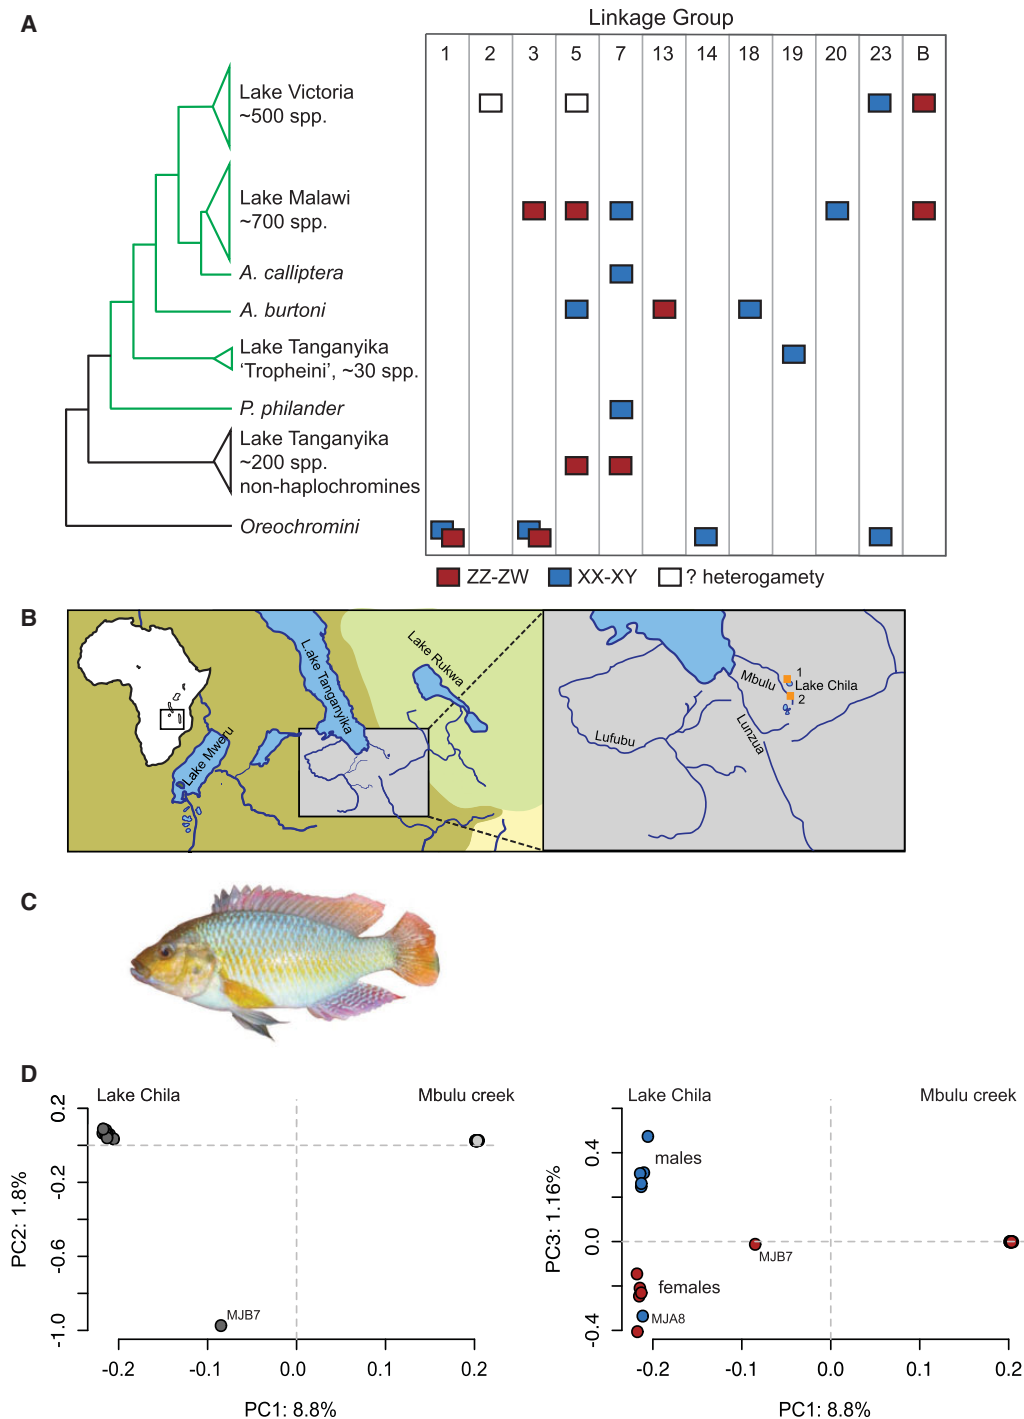 A
Linkage Group
1 2 3 5 7 13 14 18 19 20 23 B
Lake Victoria
~500 spp.
Lake Malawi
~700 spp.
A. calliptera
A. burtoni
Lake Tanganyika
‘Tropheini’, ~30 spp.
P. philander
Lake Tanganyika
~200 spp.
non-haplochromines
Oreochromini
ZZ-ZW XX-XY ? heterogamety
B
Lake Mweru
L.ake Tanganyika
Lake Rukwa
Lufubu
Mbulu
Lunzua
1
Lake Chila
2
C
D
Lake Chila
Mbulu creek
PC2: 1.8%
0.2
-0.2
-0.6
-1.0
MJB7
-0.2 -0.1 0.0 0.1 0.2
PC1: 8.8%
Lake Chila
Mbulu creek
PC3: 1.16%
0.4
0.0
-0.4
males
MJB7
females
MJA8
-0.2 -0.1 0.0 0.1 0.2
PC1: 8.8%